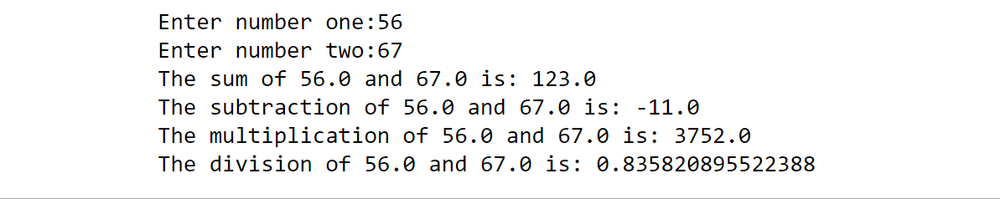 Enter number one:56
Enter number two:67
The sum of 56.0 and 67.0 is: 123.0
The subtraction of 56.0 and 67.0 is: -11.0
The multiplication of 56.0 and 67.0 is: 3752.0
The division of 56.0 and 67.0 is: 0.835820895522388